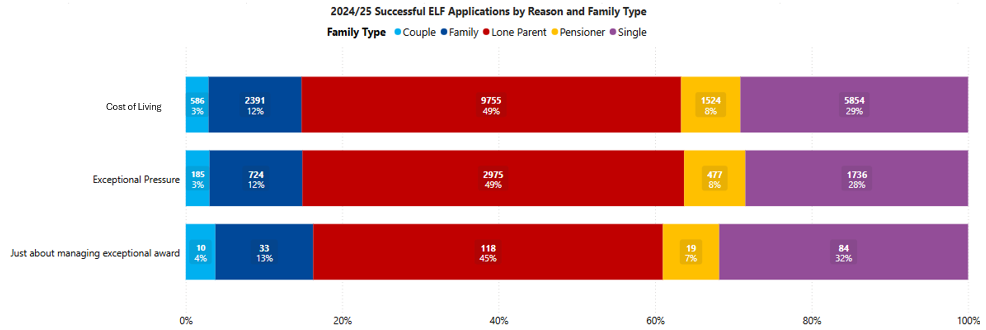 2024/25 Successful ELF Applications by Reason and Family Type
Family Type Couple Family Lone Parent Pensioner Single
Cost of Living
586 2391 9755 1524 5854
3% 12% 49% 8% 29%
Exceptional Pressure
185 724 2975 477 1736
3% 12% 49% 8% 28%
Just about managing exceptional award
10 33 118 19 84
4% 13% 45% 7% 32%
0% 20% 40% 60% 80% 100%